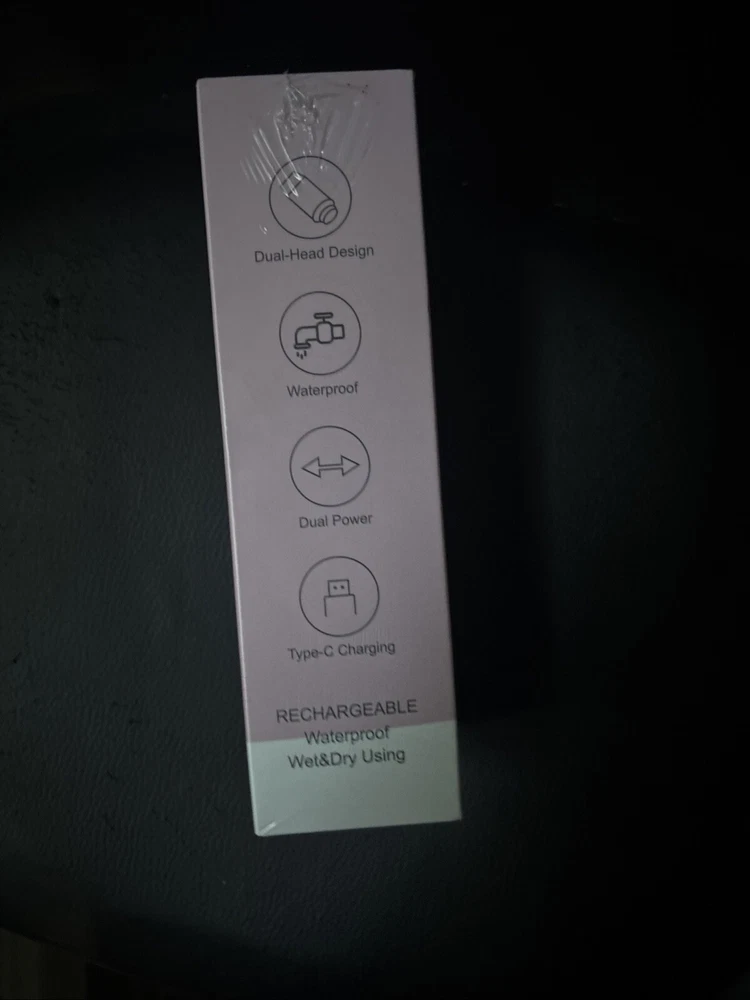 Dual-Head Design
Waterproof
Dual Power
Type-C Charging
RECHARGEABLE
Waterproof
Wet&Dry Using